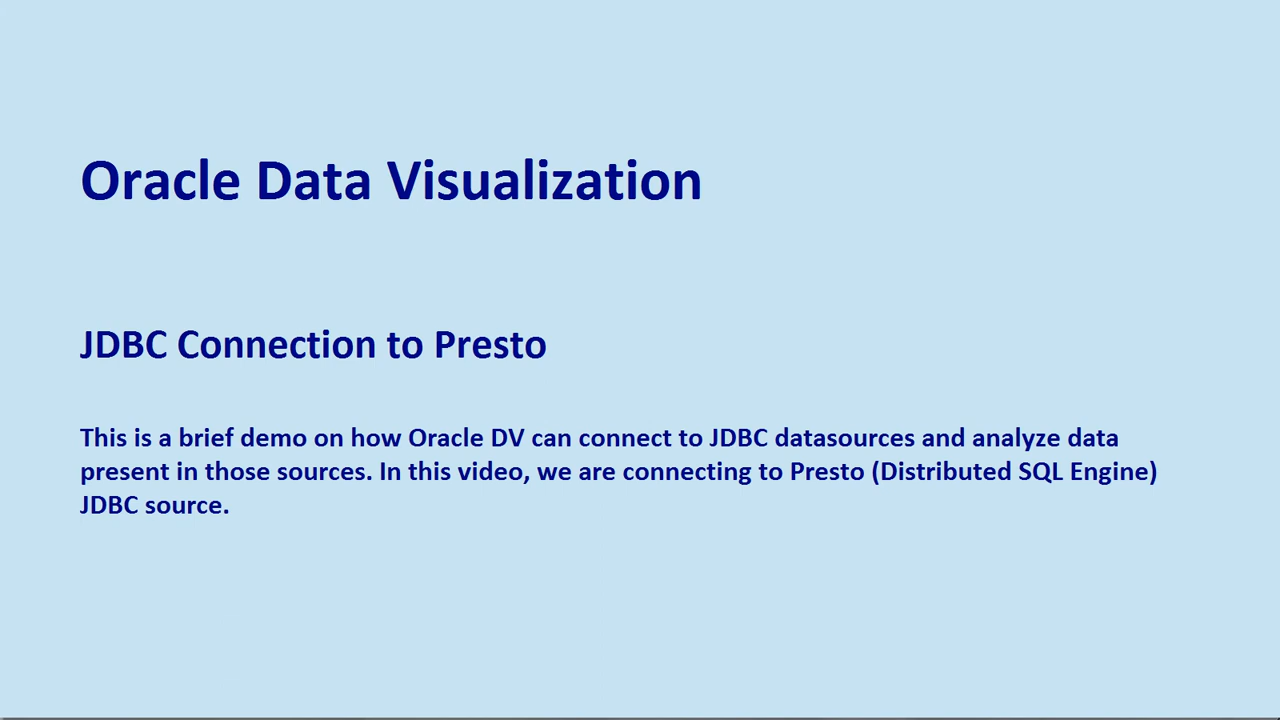 Oracle Data Visualization
JDBC Connection to Presto
This is a brief demo on how Oracle DV can connect to JDBC datasources and analyze data
present in those sources. In this video, we are connecting to Presto (Distributed SQL Engine)
JDBC source.